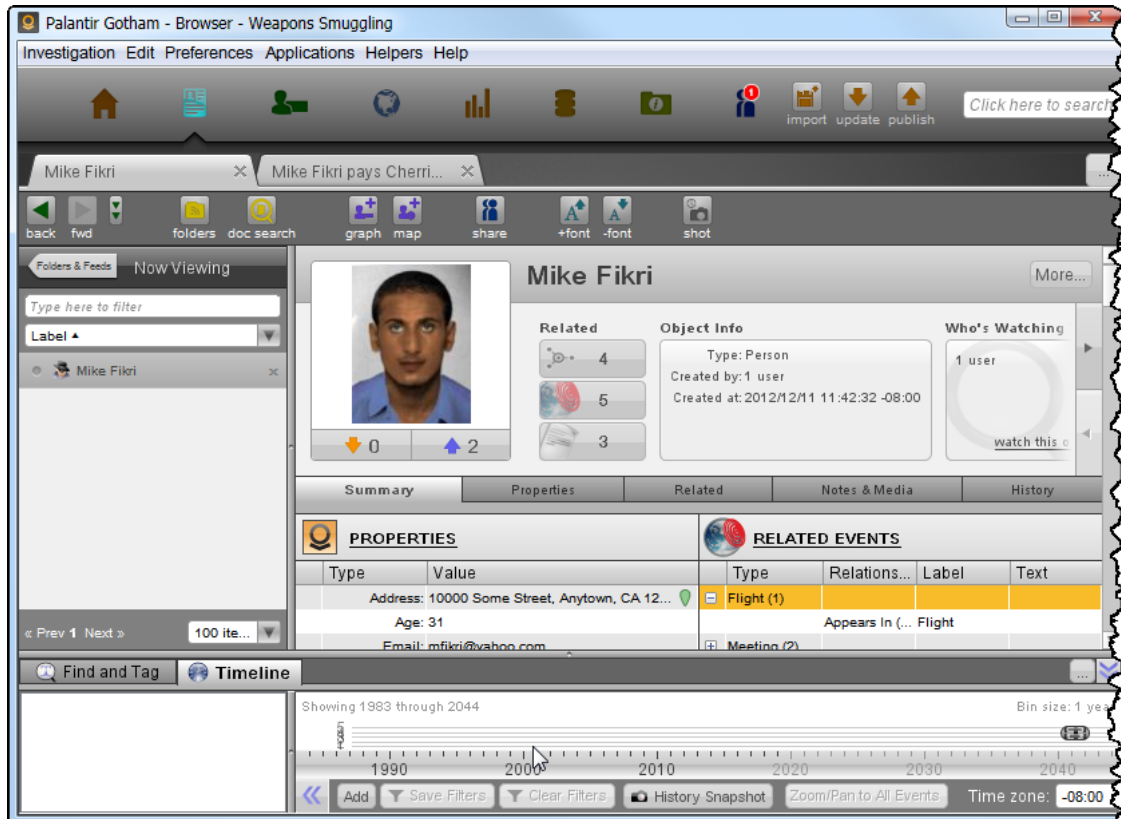 Palantir Gotham - Browser - Weapons Smuggling
Investigation Edit Preferences Applications Helpers Help
1
import update publish
Click here to search
Mike Fikri
Mike Fikri pays Cherri...
...
back fwd folders doc search graph map share +font -font shot
Folders & Feeds
Now Viewing
Type here to filter
Label
Mike Fikri
« Prev 1 Next »
100 ite...
Mike Fikri
More...
0
2
Related
4
5
3
Object Info
Type: Person
Created by: 1 user
Created at: 2012/12/11 11:42:32 -08:00
Who's Watching
1 user
watch this o
Summary Properties Related Notes & Media History
PROPERTIES
Type Value
Address: 10000 Some Street, Anytown, CA 12...
Age: 31
Email: mfikri@yahoo.com
RELATED EVENTS
Type Relations... Label Text
Flight (1)
Appears In (... Flight
Meeting (2)
Find and Tag
Timeline
...
Showing 1983 through 2044
Bin size: 1 yea
1990 2000 2010 2020 2030 2040
Add Save Filters Clear Filters History Snapshot Zoom/Pan to All Events Time zone: -08:00